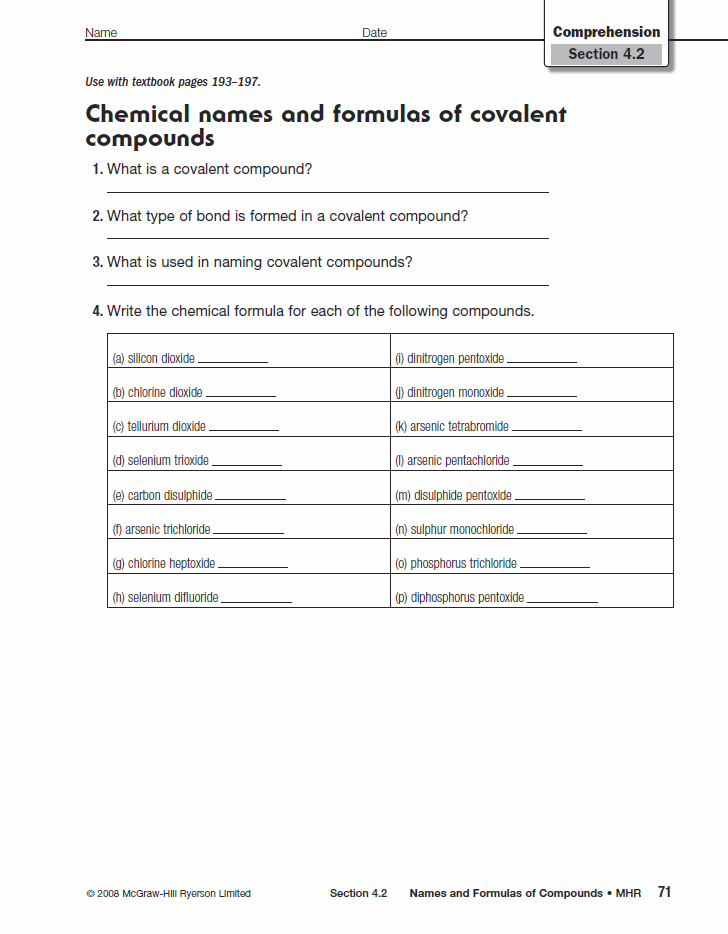 Name Date
Comprehension
Section 4.2
Use with textbook pages 193–197.
Chemical names and formulas of covalent
compounds
1. What is a covalent compound?
2. What type of bond is formed in a covalent compound?
3. What is used in naming covalent compounds?
4. Write the chemical formula for each of the following compounds.
(a) silicon dioxide (i) dinitrogen pentoxide
(b) chlorine dioxide (j) dinitrogen monoxide
(c) tellurium dioxide (k) arsenic tetrabromide
(d) selenium trioxide (l) arsenic pentachloride
(e) carbon disulphide (m) disulphide pentoxide
(f) arsenic trichloride (n) sulphur monochloride
(g) chlorine heptoxide (o) phosphorus trichloride
(h) selenium difluoride (p) diphosphorus pentoxide
© 2008 McGraw-Hill Ryerson Limited Section 4.2 Names and Formulas of Compounds • MHR 71